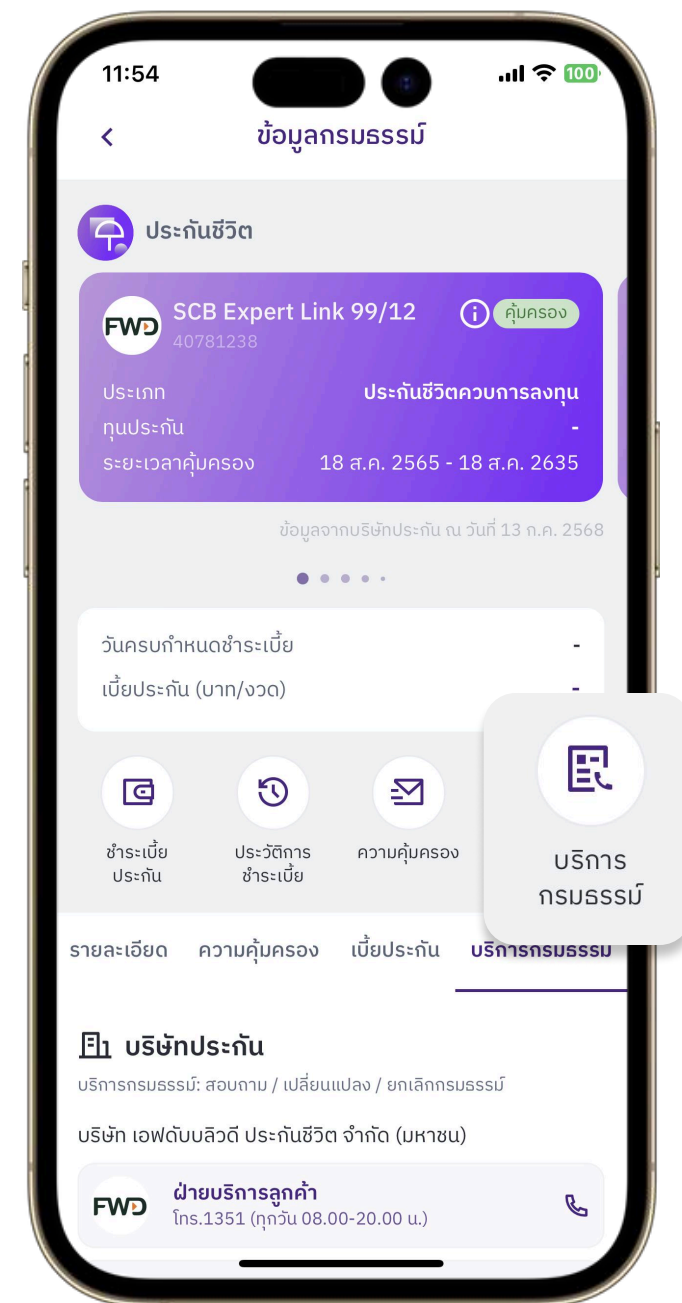 11:54
100
ข้อมูลกรมธรรม์
ประกันชีวิต
FWD
SCB Expert Link 99/12
คุ้มครอง
40781238
ประเภท ประกันชีวิตควบการลงทุน
ทุนประกัน -
ระยะเวลาคุ้มครอง 18 ส.ค. 2565 - 18 ส.ค. 2635
ข้อมูลจากบริษัทประกัน ณ วันที่ 13 ก.ค. 2568
วันครบกำหนดชำระเบี้ย -
เบี้ยประกัน (บาท/งวด) -
ชำระเบี้ย
ประกัน
ประวัติการ
ชำระเบี้ย
ความคุ้มครอง
บริการ
กรมธรรม์
รายละเอียด ความคุ้มครอง เบี้ยประกัน บริการกรมธรรม์
บริษัทประกัน
บริการกรมธรรม์: สอบถาม / เปลี่ยนแปลง / ยกเลิกกรมธรรม์
บริษัท เอฟดับบลิวดี ประกันชีวิต จำกัด (มหาชน)
FWD
ฝ่ายบริการลูกค้า
โทร.1351 (ทุกวัน 08.00-20.00 น.)